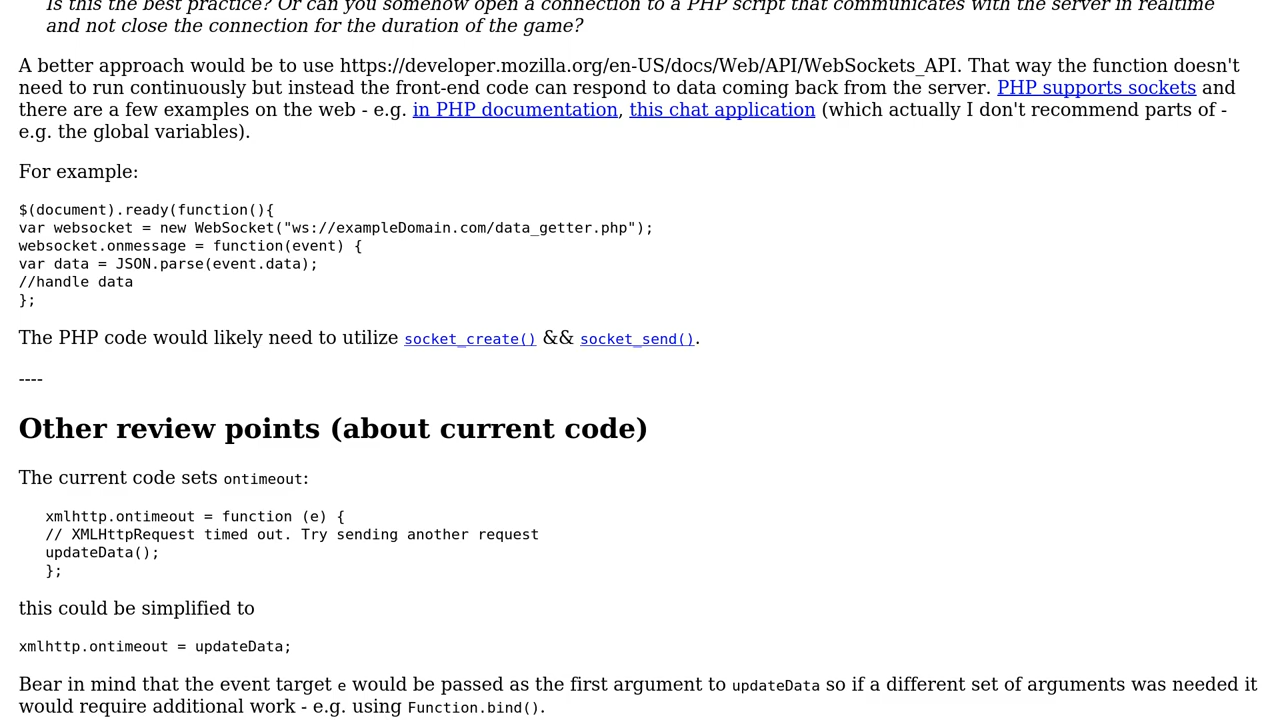 Is this the best practice? Or can you somehow open a connection to a PHP script that communicates with the server in realtime
and not close the connection for the duration of the game?
A better approach would be to use https://developer.mozilla.org/en-US/docs/Web/API/WebSockets_API. That way the function doesn't
need to run continuously but instead the front-end code can respond to data coming back from the server. PHP supports sockets and
there are a few examples on the web - e.g. in PHP documentation, this chat application (which actually I don't recommend parts of -
e.g. the global variables).
For example:
$(document).ready(function(){
var websocket = new WebSocket("ws://exampleDomain.com/data_getter.php");
websocket.onmessage = function(event) {
var data = JSON.parse(event.data);
//handle data
};
The PHP code would likely need to utilize socket_create() && socket_send().
----
Other review points (about current code)
The current code sets ontimeout:
xmlhttp.ontimeout = function (e) {
// XMLHttpRequest timed out. Try sending another request
updateData();
};
this could be simplified to
xmlhttp.ontimeout = updateData;
Bear in mind that the event target e would be passed as the first argument to updateData so if a different set of arguments was needed it
would require additional work - e.g. using Function.bind().